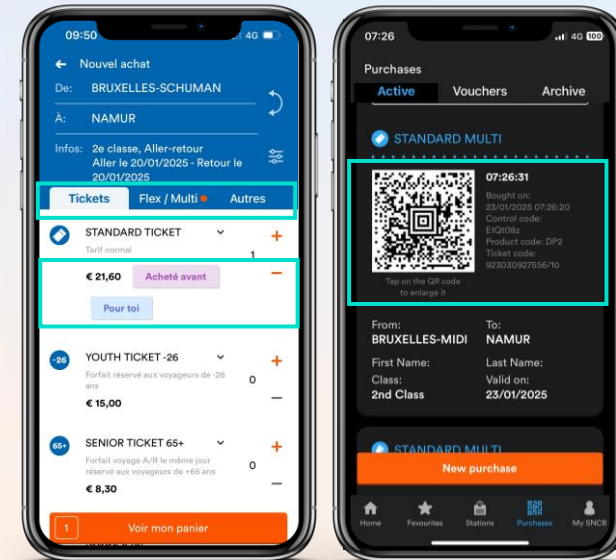 09:50
4G
Nouvel achat
De: BRUXELLES-SCHUMAN
À: NAMUR
Infos: 2e classe, Aller-retour
Aller le 20/01/2025 - Retour le
20/01/2025
Tickets Flex / Multi Autres
STANDARD TICKET
Tarif normal
1
€ 21,60 Acheté avant
Pour toi
-26 YOUTH TICKET -26
Forfait réservé aux voyageurs de -26
ans
0
€ 15,00
65+ SENIOR TICKET 65+
Forfait voyage A/R le même jour
réservé aux voyageurs de +65 ans
0
€ 8,30
1 Voir mon panier
07:26
4G 100
Purchases
Active Vouchers Archive
STANDARD MULTI
07:26:31
Bought on:
23/01/2025 07:26:20
Control code:
E1Q108z
Product code: DP2
Ticket code:
923030927556/10
Tap on the QR code
to enlarge it
From: To:
BRUXELLES-MIDI NAMUR
First Name: Last Name:
Class: Valid on:
2nd Class 23/01/2025
STANDARD MULTI
New purchase
Home Favourites Stations Purchases My SNCB